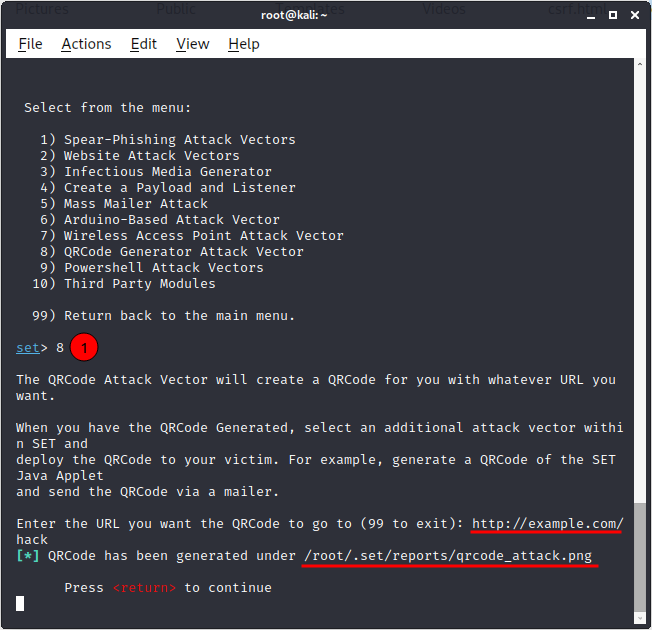 Pictures Public Videos csrf.html
root@kali: ~
File Actions Edit View Help
Select from the menu:
1) Spear-Phishing Attack Vectors
2) Website Attack Vectors
3) Infectious Media Generator
4) Create a Payload and Listener
5) Mass Mailer Attack
6) Arduino-Based Attack Vector
7) Wireless Access Point Attack Vector
8) QRCode Generator Attack Vector
9) Powershell Attack Vectors
10) Third Party Modules
99) Return back to the main menu.
set> 8 1
The QRCode Attack Vector will create a QRCode for you with whatever URL you
want.
When you have the QRCode Generated, select an additional attack vector withi
n SET and
deploy the QRCode to your victim. For example, generate a QRCode of the SET
Java Applet
and send the QRCode via a mailer.
Enter the URL you want the QRCode to go to (99 to exit): http://example.com/
hack
[*] QRCode has been generated under /root/.set/reports/qrcode_attack.png
Press <return> to continue